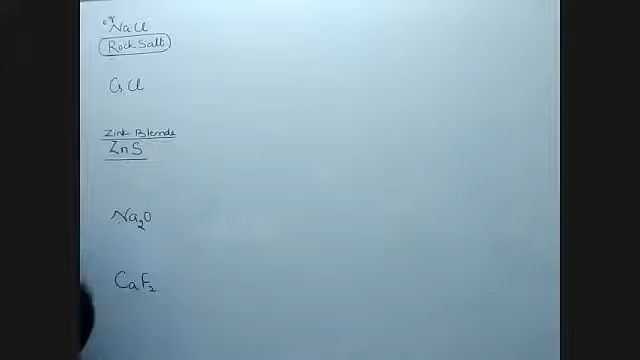 NaCl
Rock Salt
CsCl
Zink Blende
ZnS
Na₂O
CaF₂